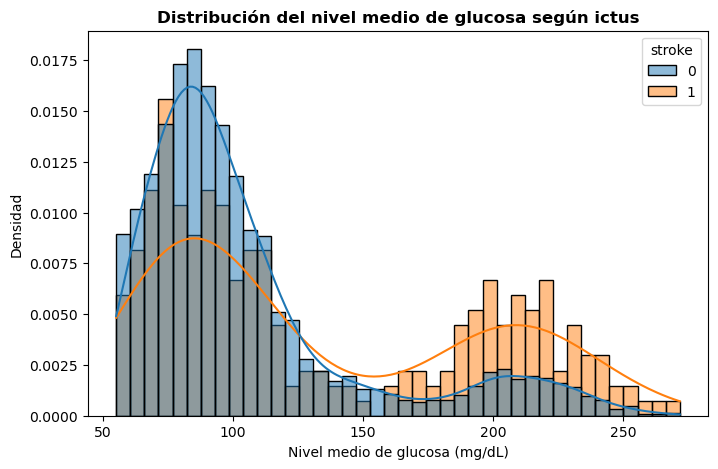 Distribución del nivel medio de glucosa según ictus
stroke
0
1
Densidad
0.0175
0.0150
0.0125
0.0100
0.0075
0.0050
0.0025
0.0000
50 100 150 200 250
Nivel medio de glucosa (mg/dL)